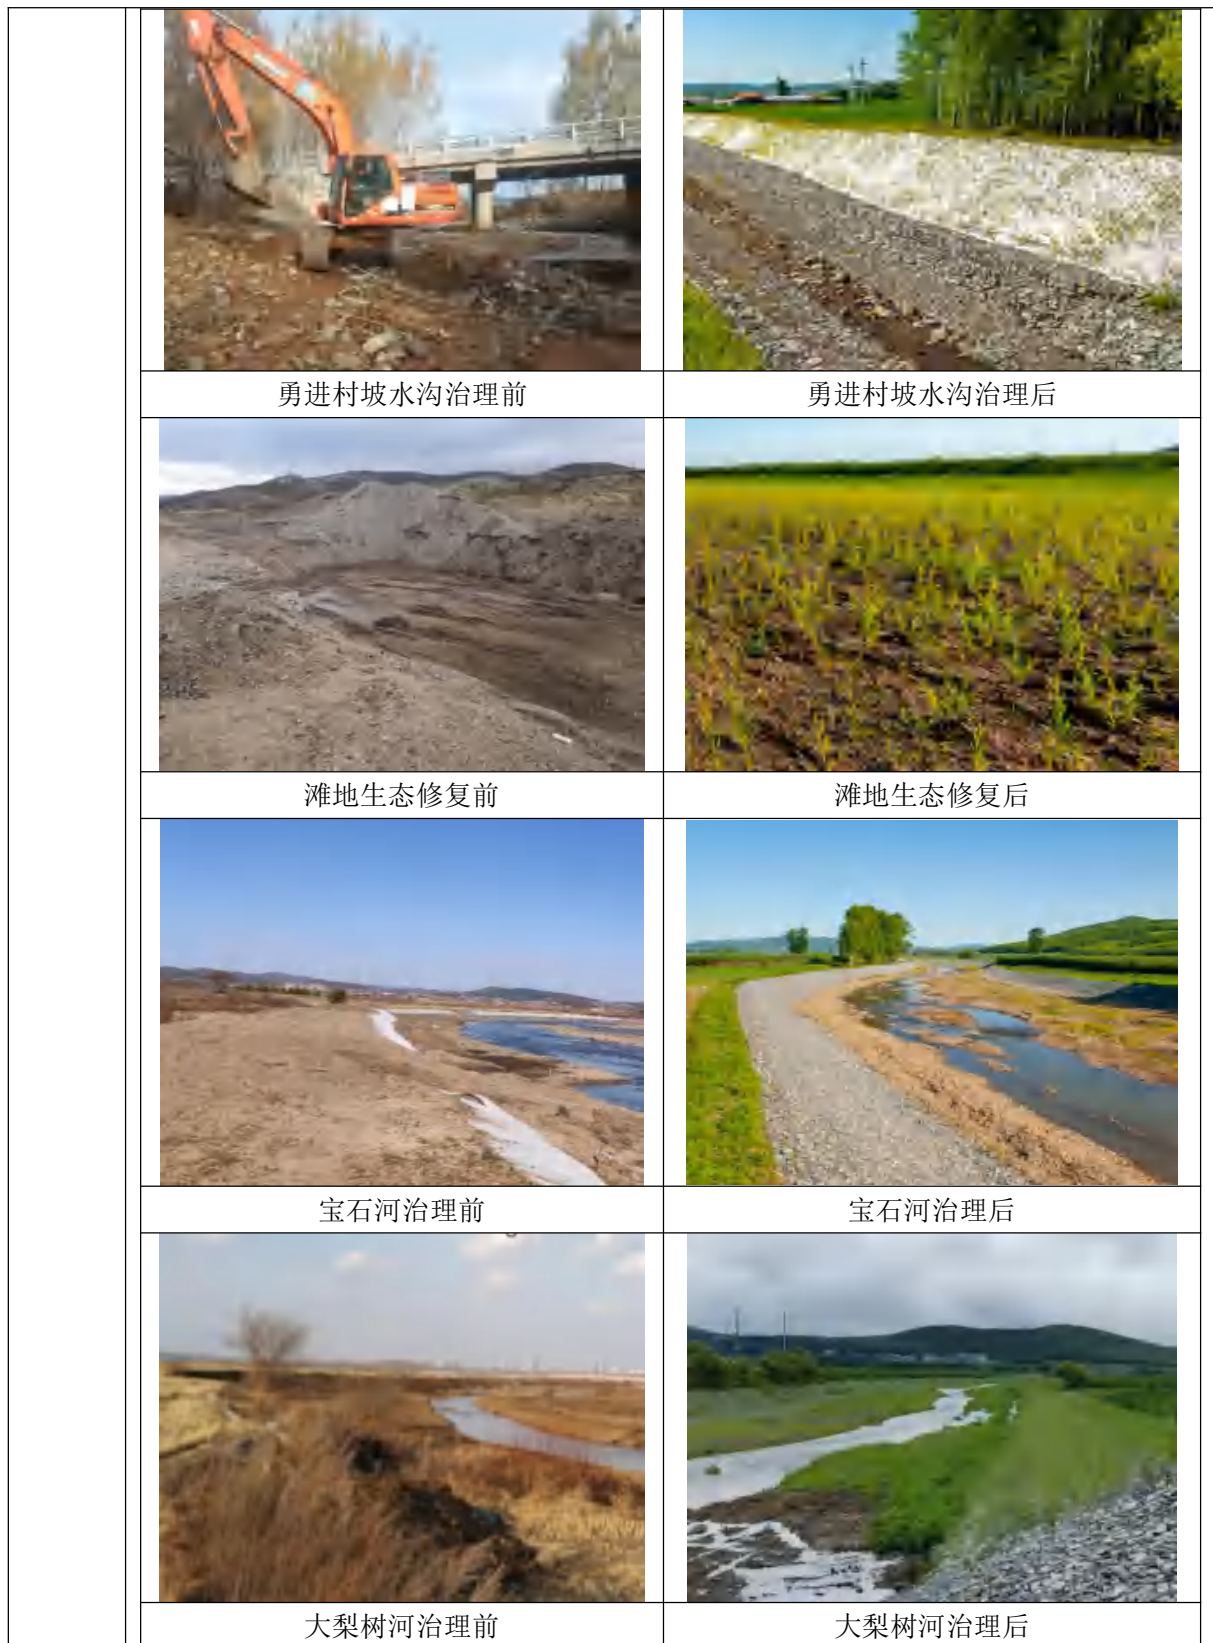 勇进村坡水沟治理前
勇进村坡水沟治理后
滩地生态修复前
滩地生态修复后
宝石河治理前
宝石河治理后
大梨树河治理前
大梨树河治理后